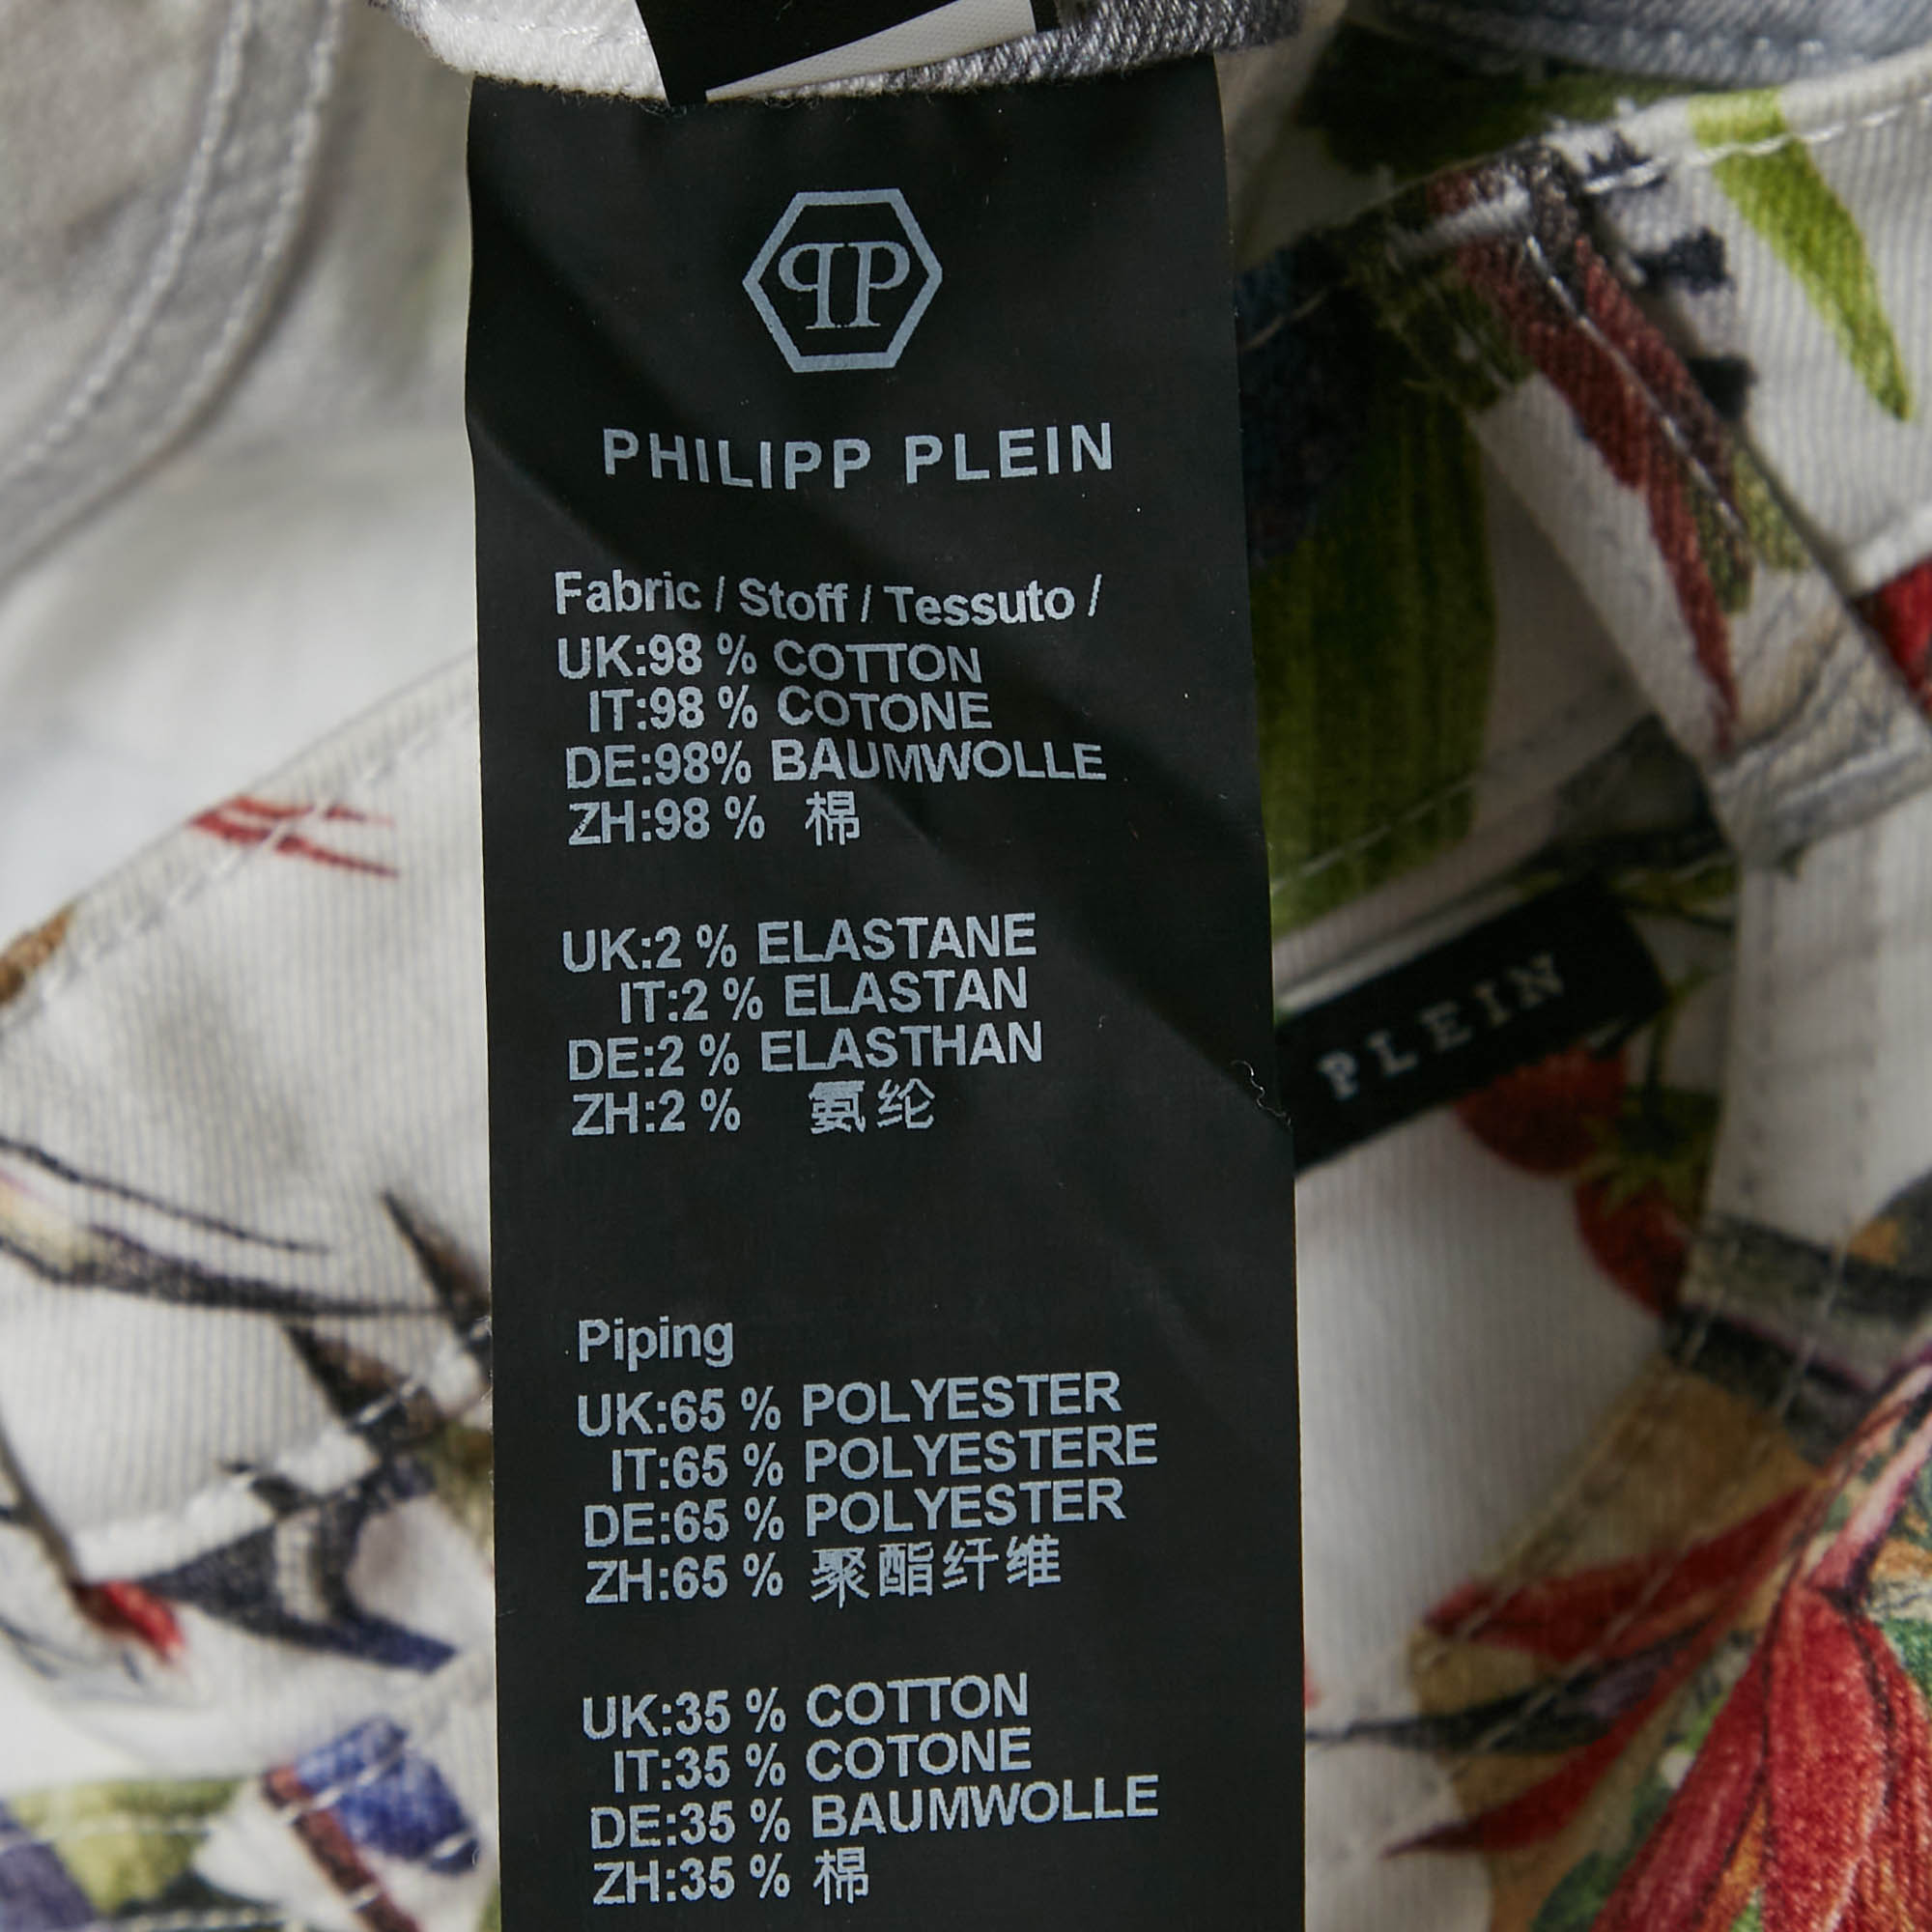 PP
PHILIPP PLEIN
Fabric / Stoff / Tessuto /
UK:98 % COTTON
IT:98 % COTONE
DE:98% BAUMWOLLE
ZH:98 % 棉
UK:2 % ELASTANE
IT:2 % ELASTAN
DE:2 % ELASTHAN
ZH:2 % 氨纶
Piping
UK:65 % POLYESTER
IT:65 % POLYESTERE
DE:65 % POLYESTER
ZH:65 % 聚酯纤维
UK:35 % COTTON
IT:35 % COTONE
DE:35 % BAUMWOLLE
ZH:35 % 棉
PLEIN